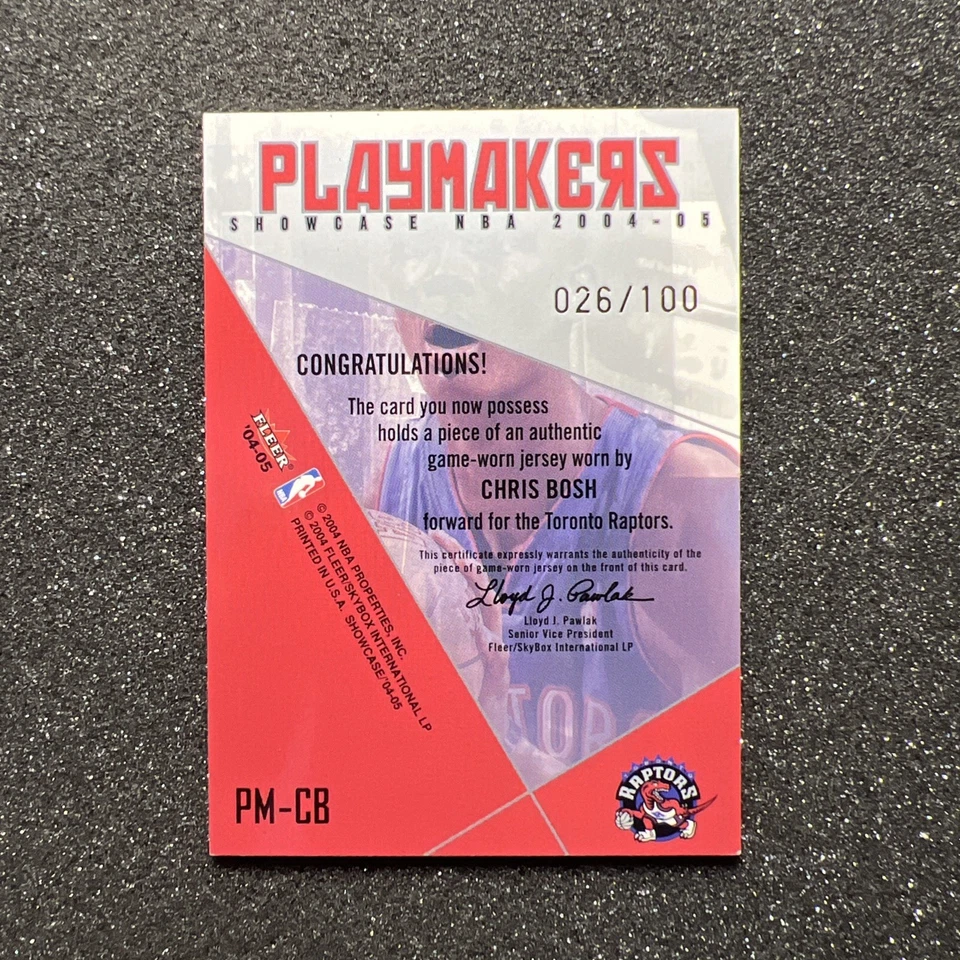 PLAYMAKERS
SHOWCASE NBA 2004-05
026/100
CONGRATULATIONS!
The card you now possess
holds a piece of an authentic
game-worn jersey worn by
CHRIS BOSH
forward for the Toronto Raptors.
This certificate expressly warrants the authenticity of the
piece of game-worn jersey on the front of this card.
Lloyd J. Pawlak
Lloyd J. Pawlak
Senior Vice President
Fleer/SkyBox International LP
FLEER
'04-05
NBA
© 2004 NBA PROPERTIES, INC.
© 2004 FLEER/SKYBOX INTERNATIONAL LP
PRINTED IN U.S.A. SHOWCASE/'04-05
PM-CB
RAPTORS